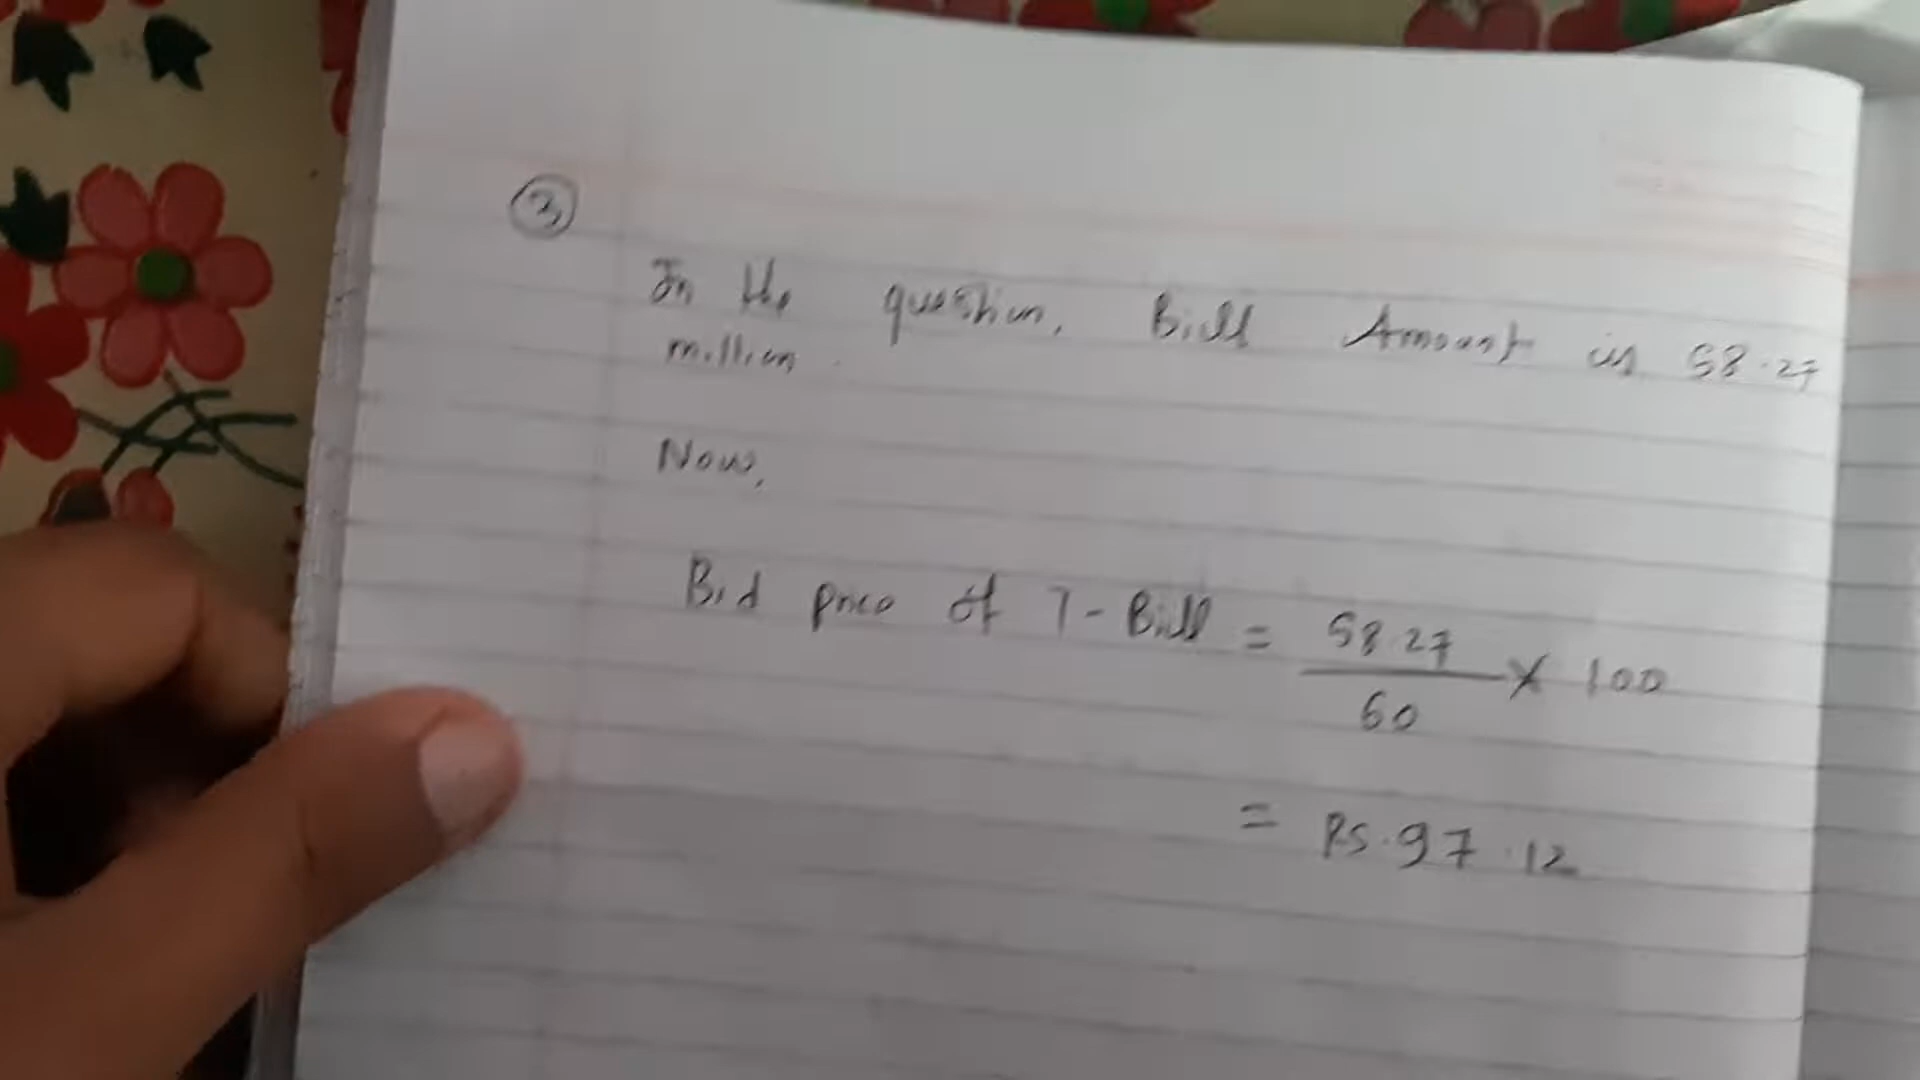 3
In the question, Bill Amount is 58.27
million.
Now,
Bid price of T-Bill = 58.27 / 60 × 100
= Rs. 97.12